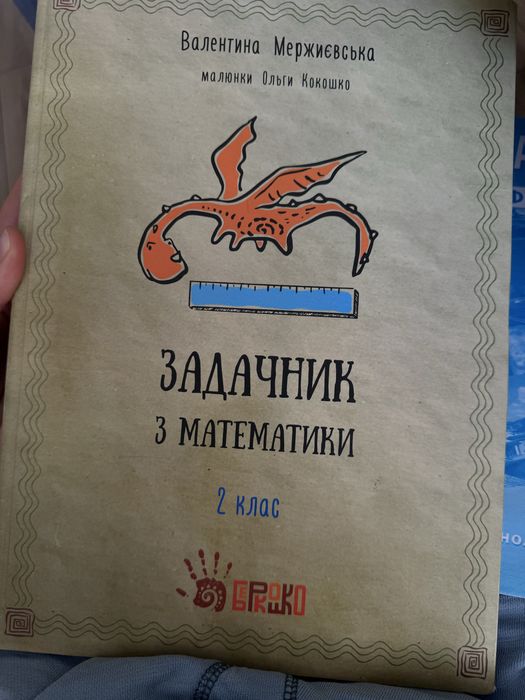 Валентина Мержиєвська
малюнки Ольги Кокошко
ЗАДАЧНИК
З МАТЕМАТИКИ
2 клас